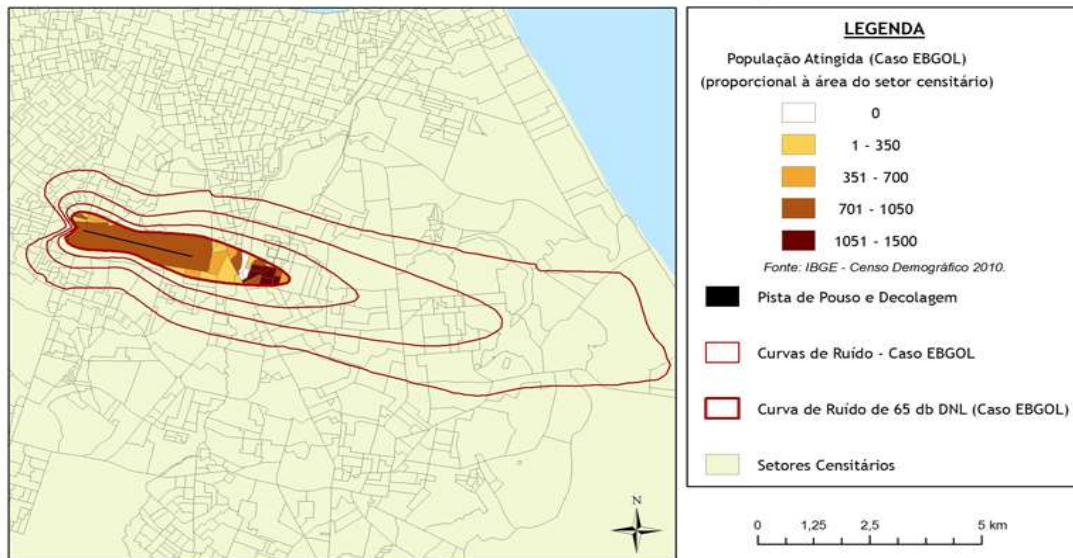 LEGENDA
População Atingida (Caso EBGOL)
(proporcional à área do setor censitário)
0
1 - 350
351 - 700
701 - 1050
1051 - 1500
Fonte: IBGE - Censo Demográfico 2010.
Pista de Pouso e Decolagem
Curvas de Ruído - Caso EBGOL
Curva de Ruído de 65 db DNL (Caso EBGOL)
Setores Censitários
N
0 1,25 2,5 5 km